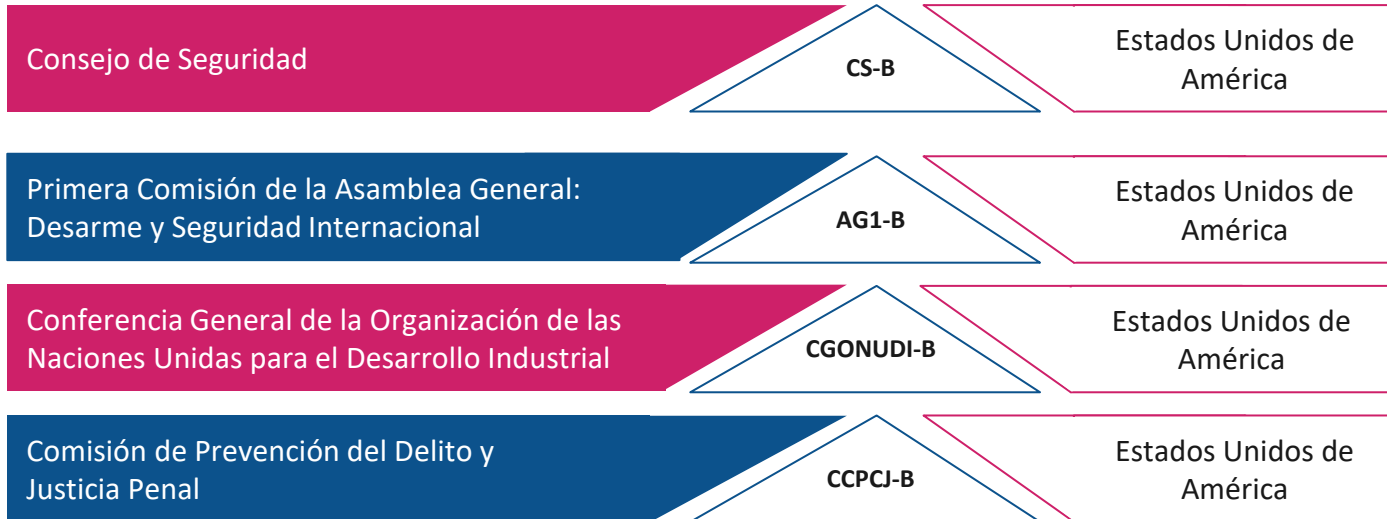 Consejo de Seguridad
CS-B
Estados Unidos de
América
Primera Comisión de la Asamblea General:
Desarme y Seguridad Internacional
AG1-B
Estados Unidos de
América
Conferencia General de la Organización de las
Naciones Unidas para el Desarrollo Industrial
CGONUDI-B
Estados Unidos de
América
Comisión de Prevención del Delito y
Justicia Penal
CCPCJ-B
Estados Unidos de
América